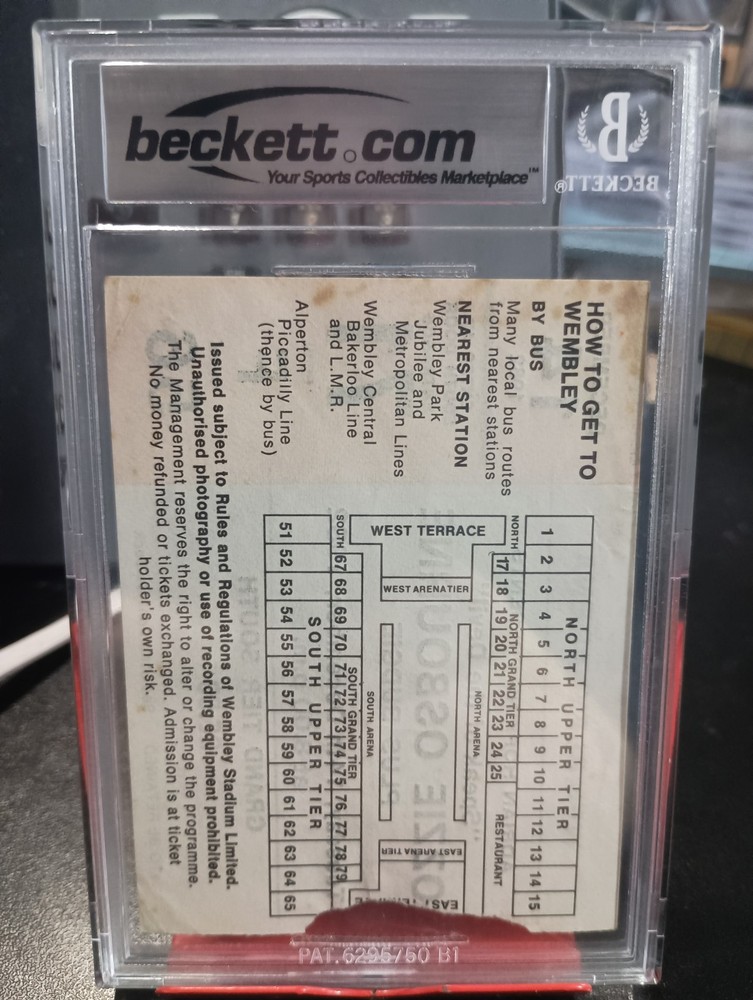 beckett.com
Your Sports Collectibles Marketplace™
B
BECKETT®
HOW TO GET TO
WEMBLEY
BY BUS
Many local bus routes
from nearest stations
NEAREST STATION
Wembley Park
Jubilee and
Metropolitan Lines
Wembley Central
Bakerloo Line
and L.M.R.
Alperton
Piccadilly Line
(thence by bus)
NORTH UPPER TIER
1 2 3 4 5 6 7 8 9 10 11 12 13 14 15
NORTH
NORTH GRAND TIER
17 18 19 20 21 22 23 24 25
RESTAURANT
NORTH ARENA
WEST TERRACE
WEST ARENA TIER
EAST ARENA TIER
SOUTH ARENA
SOUTH GRAND TIER
SOUTH
67 68 69 70 71 72 73 74 75 76 77 78 79
SOUTH UPPER TIER
51 52 53 54 55 56 57 58 59 60 61 62 63 64 65
Issued subject to Rules and Regulations of Wembley Stadium Limited.
Unauthorised photography or use of recording equipment prohibited.
The Management reserves the right to alter or change the programme.
No money refunded or tickets exchanged. Admission is at ticket
holder's own risk.
PAT. 6295750 B1